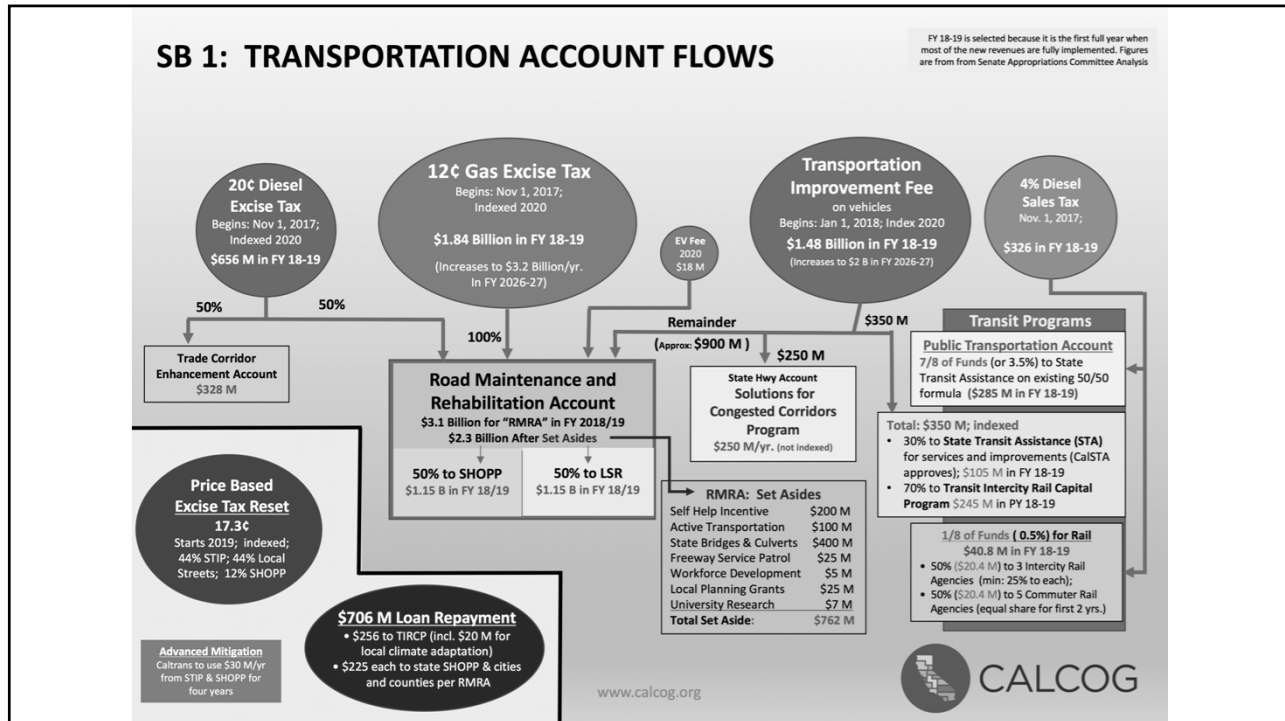 SB 1: TRANSPORTATION ACCOUNT FLOWS
FY 18-19 is selected because it is the first full year when
most of the new revenues are fully implemented. Figures
are from from Senate Appropriations Committee Analysis
20¢ Diesel
Excise Tax
Begins: Nov 1, 2017;
Indexed 2020
$656 M in FY 18-19
12¢ Gas Excise Tax
Begins: Nov 1, 2017;
Indexed 2020
$1.84 Billion in FY 18-19
(Increases to $3.2 Billion/yr.
In FY 2026-27)
EV Fee
2020
$18 M
Transportation
Improvement Fee
on vehicles
Begins: Jan 1, 2018; Index 2020
$1.48 Billion in FY 18-19
(Increases to $2 B in FY 2026-27)
4% Diesel
Sales Tax
Nov. 1, 2017;
$326 in FY 18-19
50%
50%
100%
Remainder
(Approx: $900 M )
$250 M
$350 M
Trade Corridor
Enhancement Account
$328 M
Road Maintenance and
Rehabilitation Account
$3.1 Billion for "RMRA" in FY 2018/19
$2.3 Billion After Set Asides
50% to SHOPP
$1.15 B in FY 18/19
50% to LSR
$1.15 B in FY 18/19
State Hwy Account
Solutions for
Congested Corridors
Program
$250 M/yr. (not indexed)
Transit Programs
Public Transportation Account
7/8 of Funds (or 3.5%) to State
Transit Assistance on existing 50/50
formula ($285 M in FY 18-19)
Total: $350 M; indexed
• 30% to State Transit Assistance (STA)
for services and improvements (CalSTA
approves); $105 M in FY 18-19
• 70% to Transit Intercity Rail Capital
Program $245 M in PY 18-19
1/8 of Funds ( 0.5%) for Rail
$40.8 M in FY 18-19
• 50% ($20.4 M) to 3 Intercity Rail
Agencies (min: 25% to each);
• 50% ($20.4 M) to 5 Commuter Rail
Agencies (equal share for first 2 yrs.)
RMRA: Set Asides
Self Help Incentive $200 M
Active Transportation $100 M
State Bridges & Culverts $400 M
Freeway Service Patrol $25 M
Workforce Development $5 M
Local Planning Grants $25 M
University Research $7 M
Total Set Aside: $762 M
Price Based
Excise Tax Reset
17.3¢
Starts 2019; indexed;
44% STIP; 44% Local
Streets; 12% SHOPP
$706 M Loan Repayment
• $256 to TIRCP (incl. $20 M for
local climate adaptation)
• $225 each to state SHOPP & cities
and counties per RMRA
Advanced Mitigation
Caltrans to use $30 M/yr
from STIP & SHOPP for
four years
www.calcog.org
CALCOG